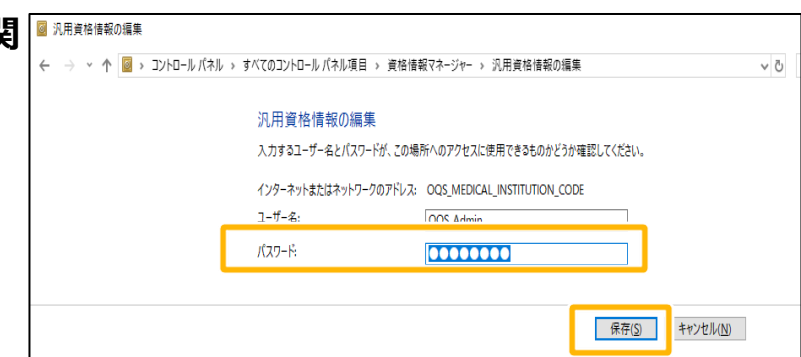 関
汎用資格情報の編集
コントロール パネル › すべてのコントロール パネル項目 › 資格情報マネージャー › 汎用資格情報の編集
汎用資格情報の編集
入力するユーザー名とパスワードが、この場所へのアクセスに使用できるものかどうか確認してください。
インターネットまたはネットワークのアドレス: OQS_MEDICAL_INSTITUTION_CODE
ユーザー名: OQS_Admin
パスワード: ●●●●●●●●
保存(S) キャンセル(N)